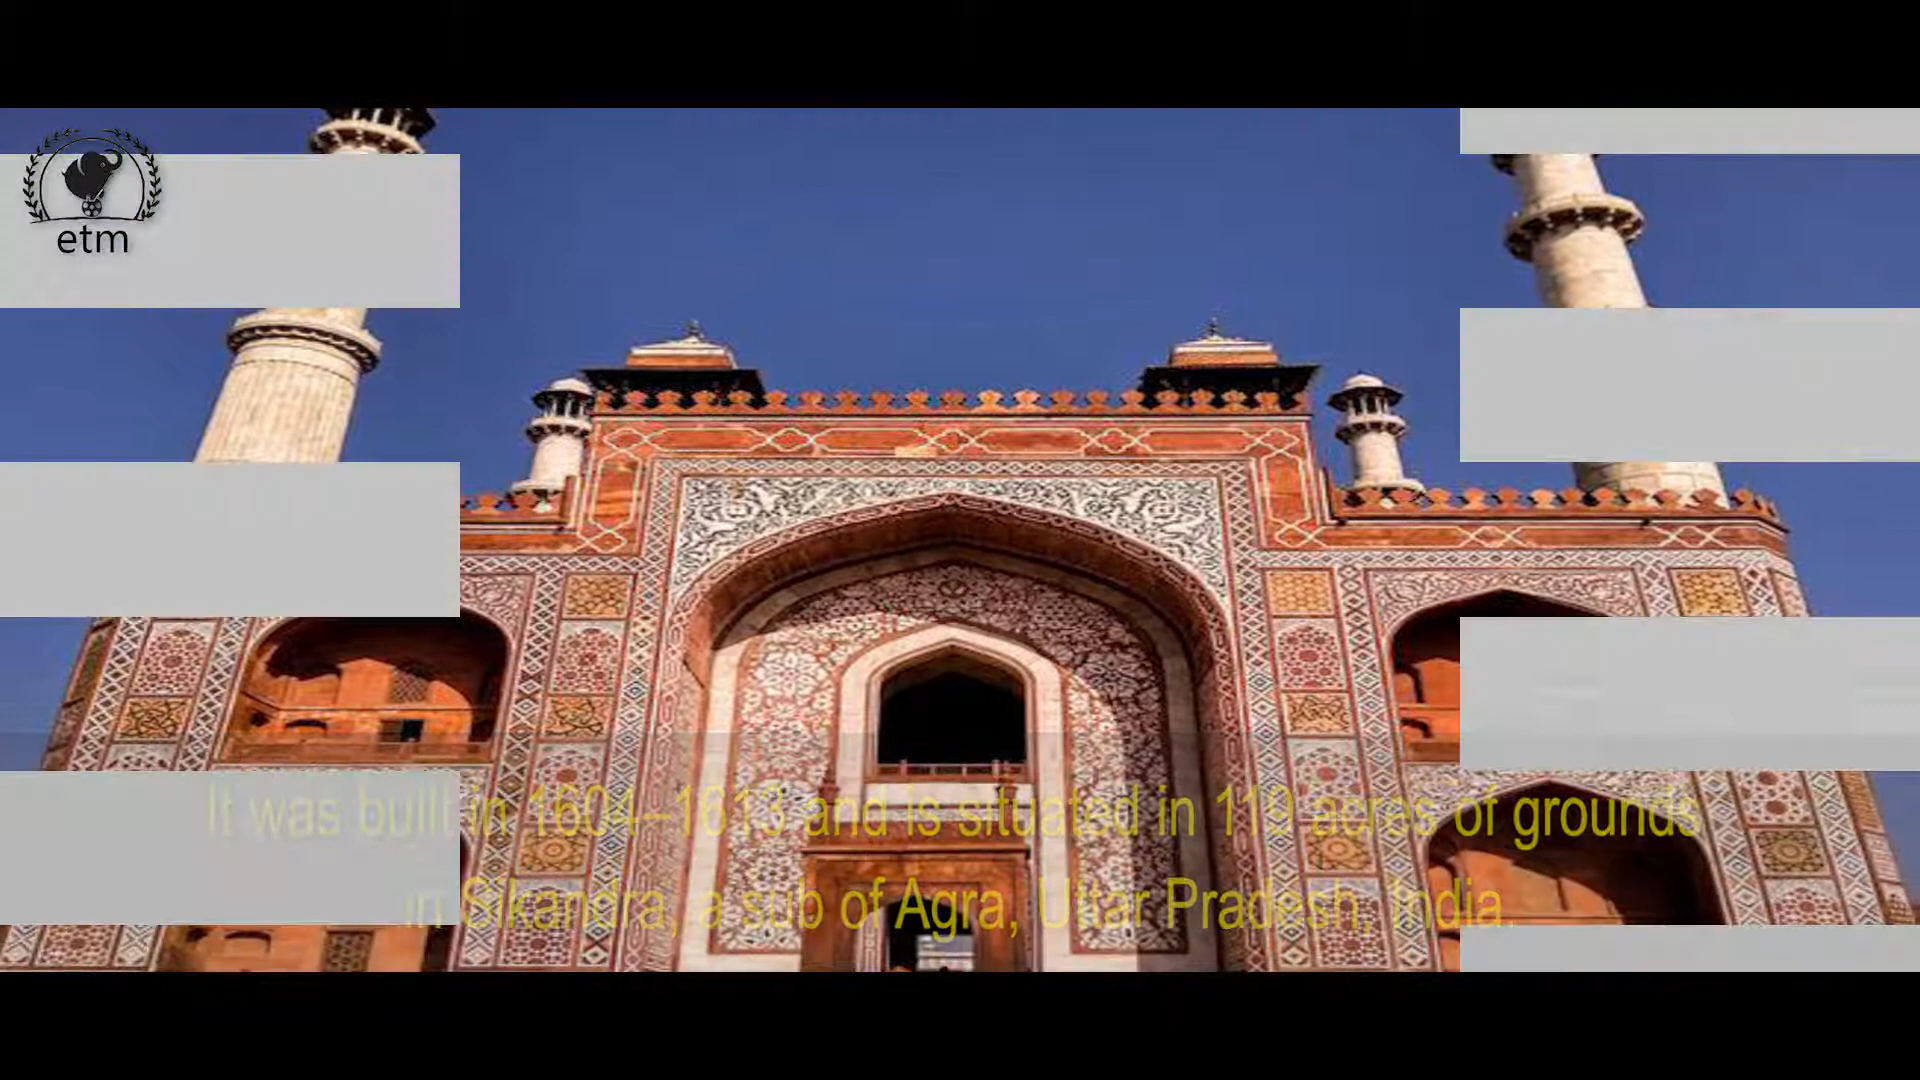 etm
It was built in 1604–1613 and is situated in 119 acres of grounds
in Sikandra, a sub of Agra, Uttar Pradesh, India.